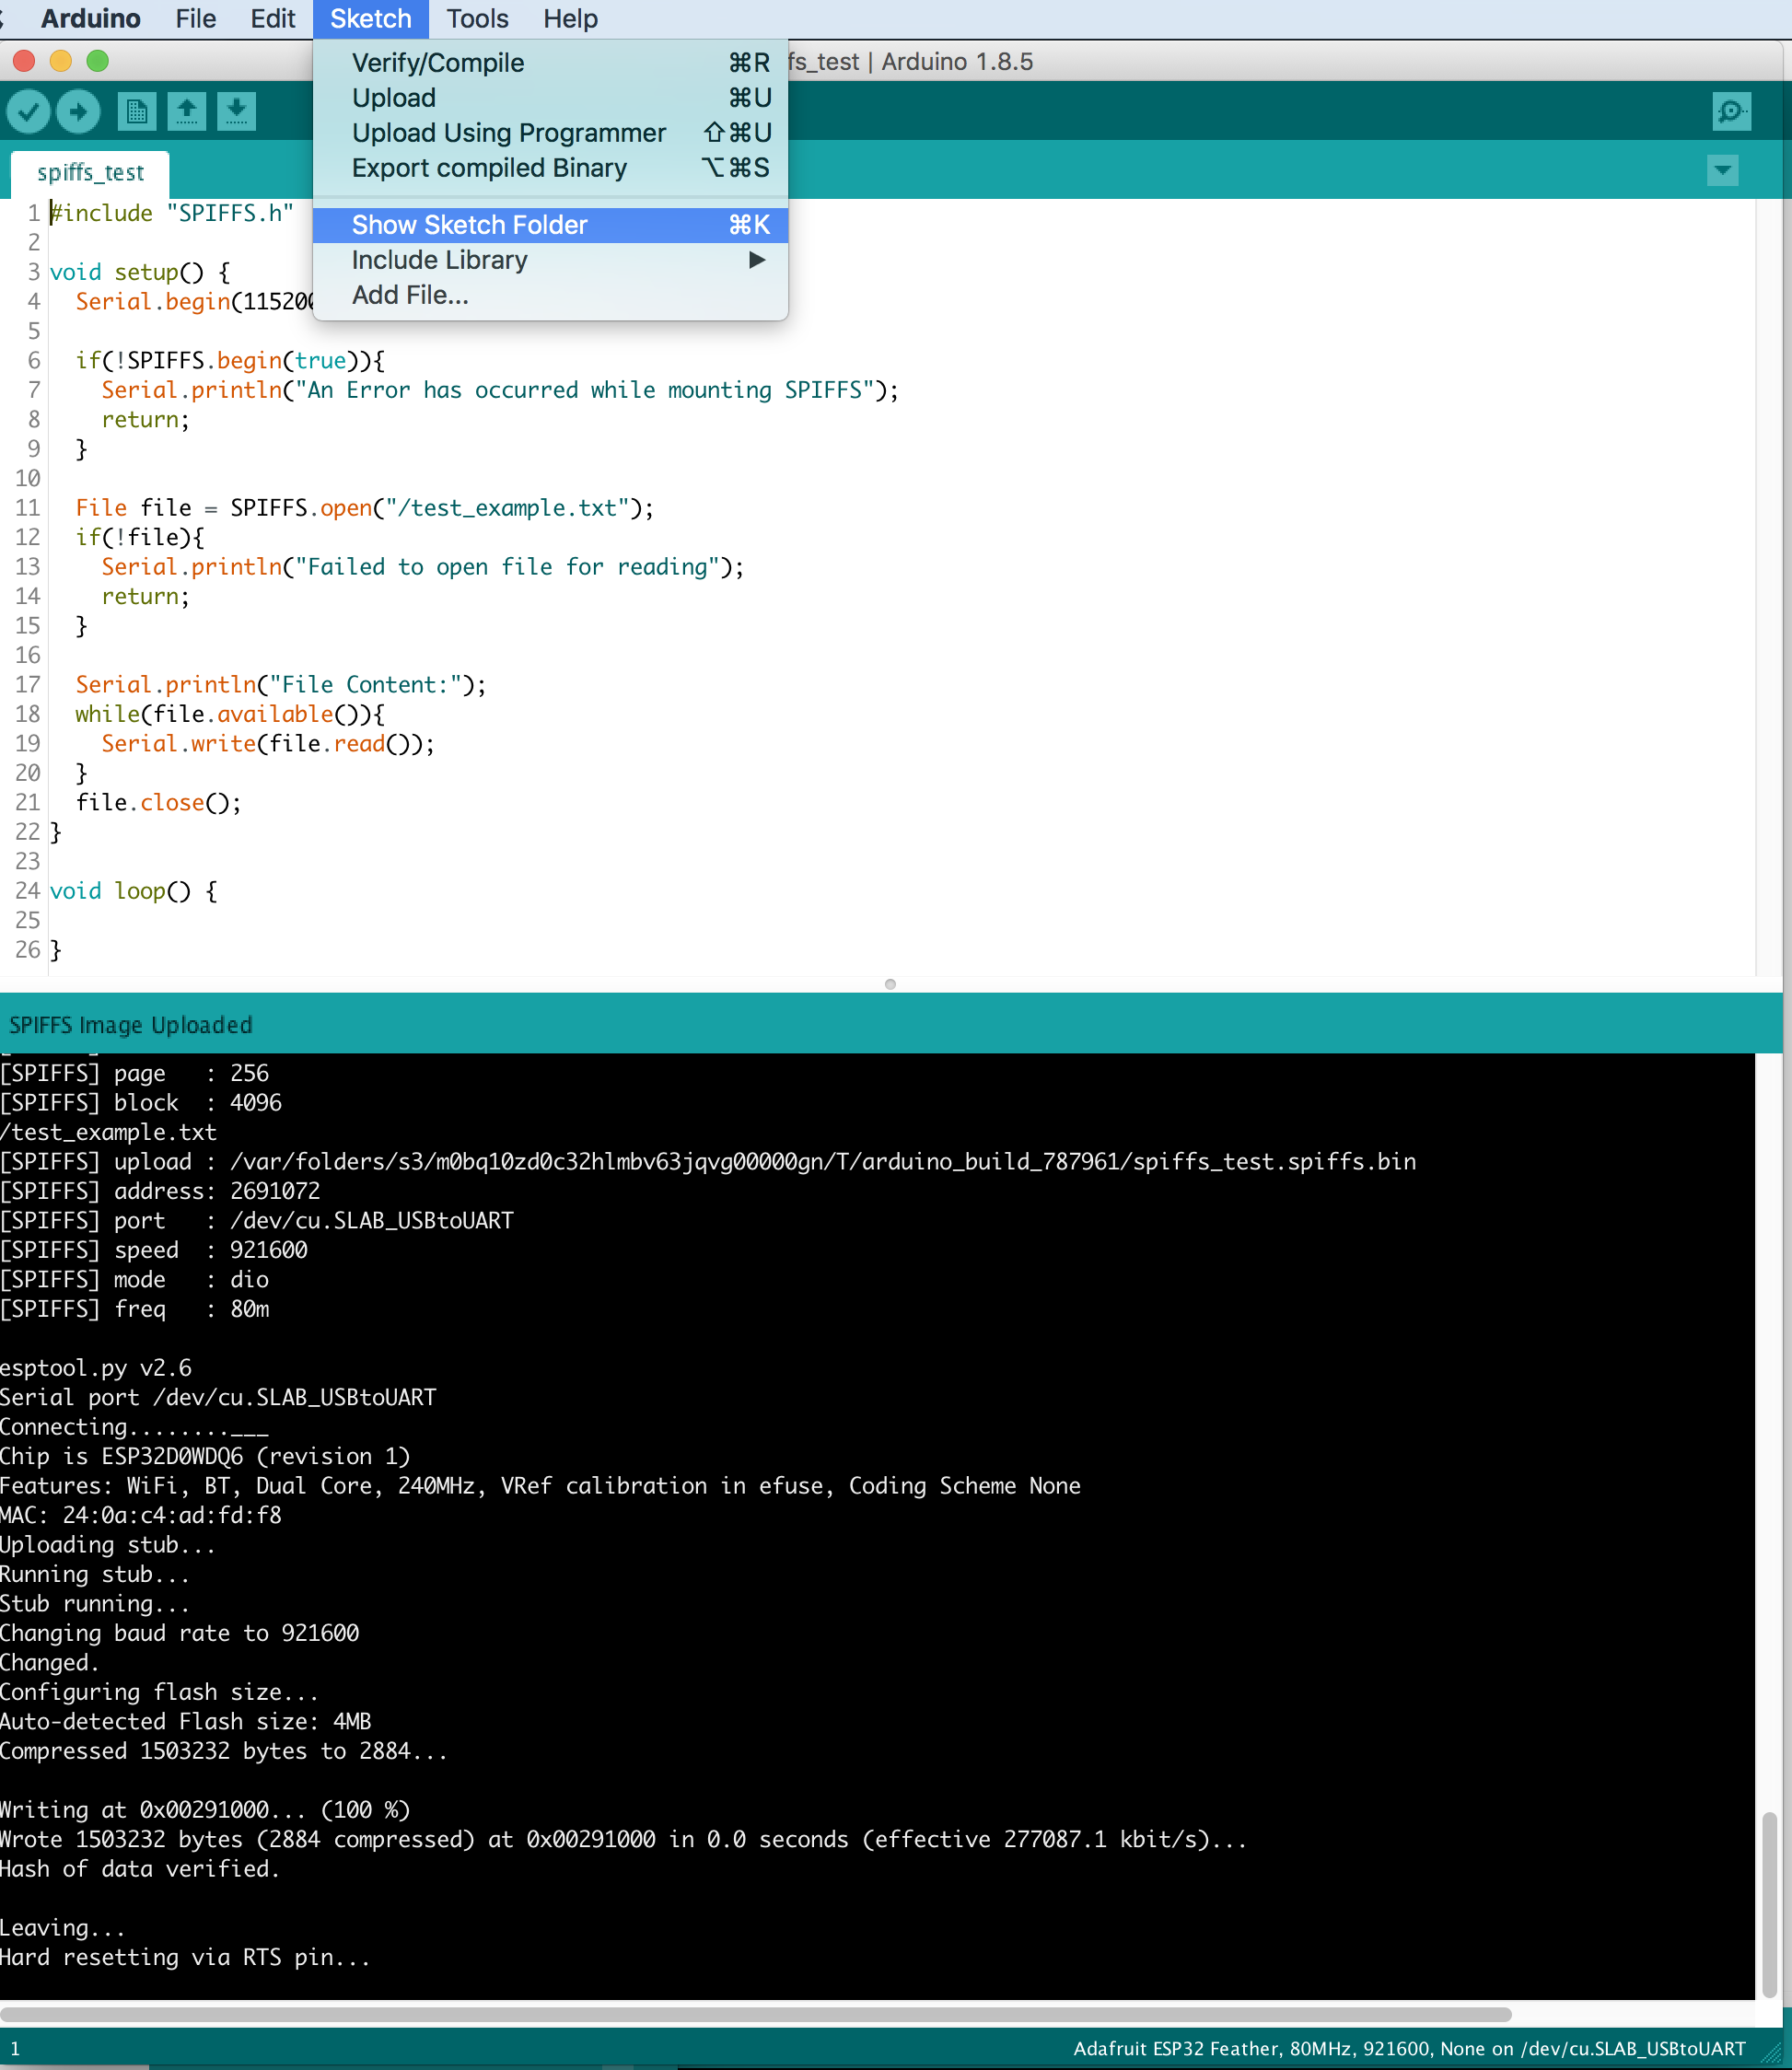 Arduino File Edit Sketch Tools Help
fs_test | Arduino 1.8.5
Verify/Compile ⌘R
Upload ⌘U
Upload Using Programmer ⇧⌘U
Export compiled Binary ⌥⌘S
Show Sketch Folder ⌘K
Include Library ▶
Add File...
spiffs_test
1 #include "SPIFFS.h"
2
3 void setup() {
4   Serial.begin(115200
5
6   if(!SPIFFS.begin(true)){
7     Serial.println("An Error has occurred while mounting SPIFFS");
8     return;
9   }
10
11   File file = SPIFFS.open("/test_example.txt");
12   if(!file){
13     Serial.println("Failed to open file for reading");
14     return;
15   }
16
17   Serial.println("File Content:");
18   while(file.available()){
19     Serial.write(file.read());
20   }
21   file.close();
22 }
23
24 void loop() {
25
26 }
SPIFFS Image Uploaded
[SPIFFS] page   : 256
[SPIFFS] block  : 4096
/test_example.txt
[SPIFFS] upload : /var/folders/s3/m0bq10zd0c32hlmbv63jqvg00000gn/T/arduino_build_787961/spiffs_test.spiffs.bin
[SPIFFS] address: 2691072
[SPIFFS] port   : /dev/cu.SLAB_USBtoUART
[SPIFFS] speed  : 921600
[SPIFFS] mode   : dio
[SPIFFS] freq   : 80m
esptool.py v2.6
Serial port /dev/cu.SLAB_USBtoUART
Connecting........___
Chip is ESP32D0WDQ6 (revision 1)
Features: WiFi, BT, Dual Core, 240MHz, VRef calibration in efuse, Coding Scheme None
MAC: 24:0a:c4:ad:fd:f8
Uploading stub...
Running stub...
Stub running...
Changing baud rate to 921600
Changed.
Configuring flash size...
Auto-detected Flash size: 4MB
Compressed 1503232 bytes to 2884...
Writing at 0x00291000... (100 %)
Wrote 1503232 bytes (2884 compressed) at 0x00291000 in 0.0 seconds (effective 277087.1 kbit/s)...
Hash of data verified.
Leaving...
Hard resetting via RTS pin...
1 Adafruit ESP32 Feather, 80MHz, 921600, None on /dev/cu.SLAB_USBtoUART